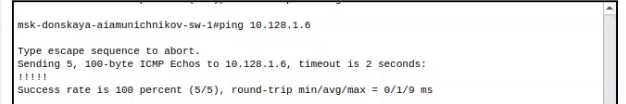 msk-donskaya-aiamunichnikov-sw-1#ping 10.128.1.6
Type escape sequence to abort.
Sending 5, 100-byte ICMP Echos to 10.128.1.6, timeout is 2 seconds:
!!!!!
Success rate is 100 percent (5/5), round-trip min/avg/max = 0/1/9 ms